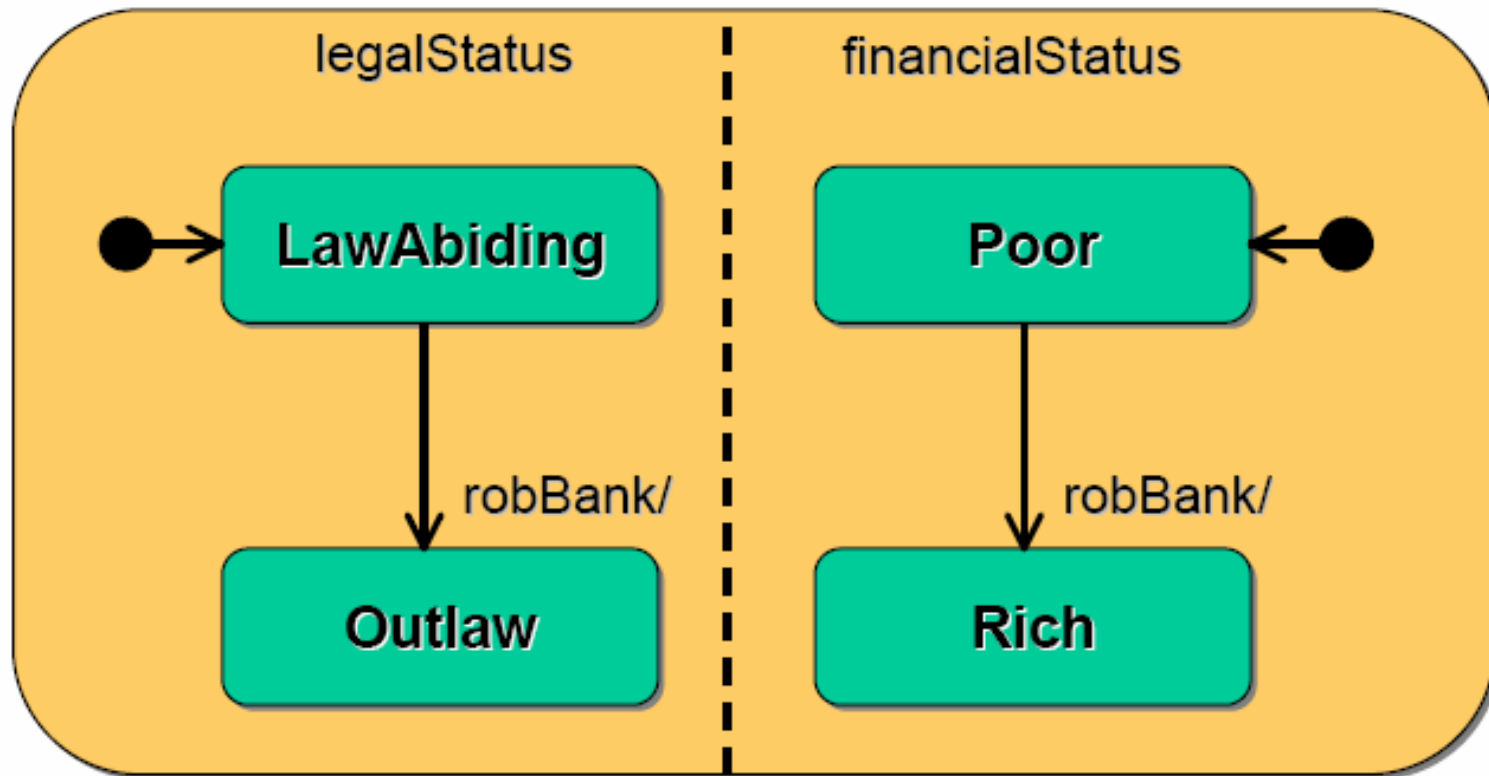 legalStatus
financialStatus
LawAbiding
Poor
robBank/
robBank/
Outlaw
Rich